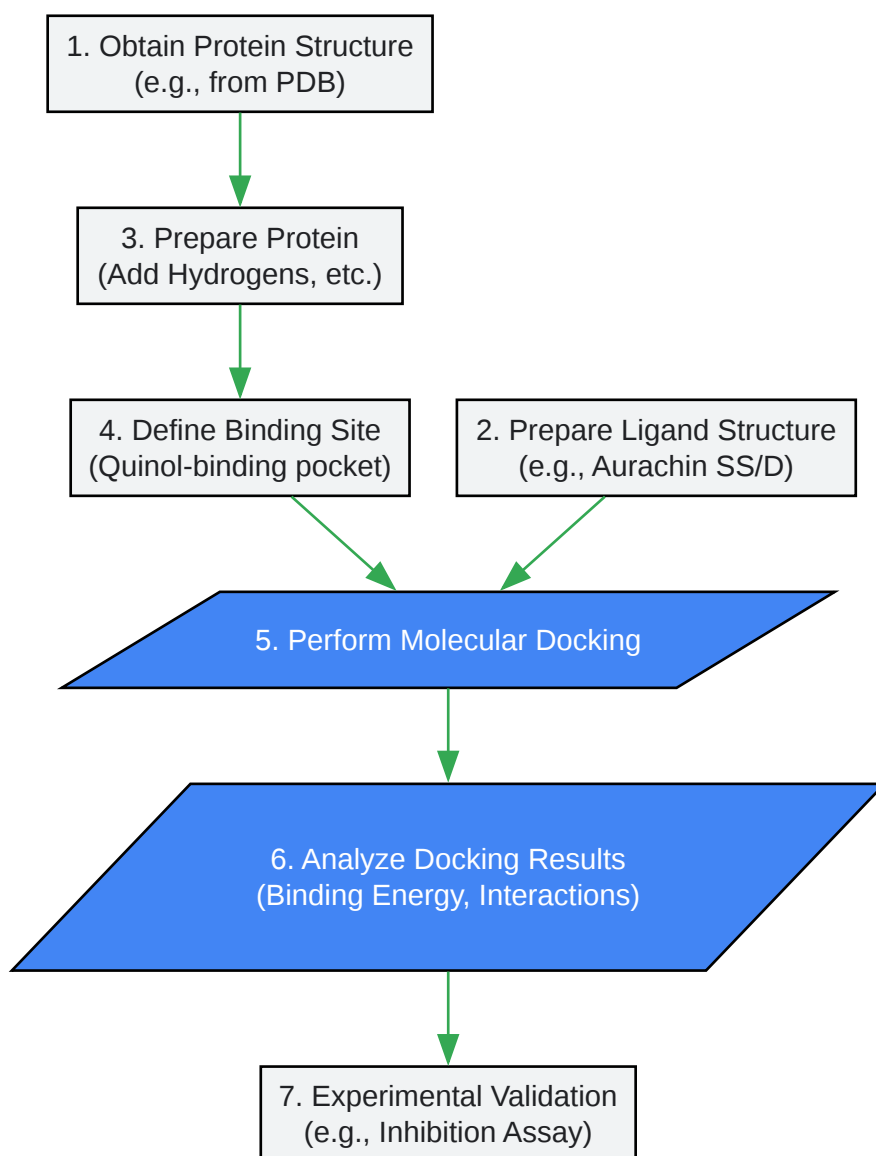 1. Obtain Protein Structure
(e.g., from PDB)
3. Prepare Protein
(Add Hydrogens, etc.)
4. Define Binding Site
(Quinol-binding pocket)
2. Prepare Ligand Structure
(e.g., Aurachin SS/D)
5. Perform Molecular Docking
6. Analyze Docking Results
(Binding Energy, Interactions)
7. Experimental Validation
(e.g., Inhibition Assay)